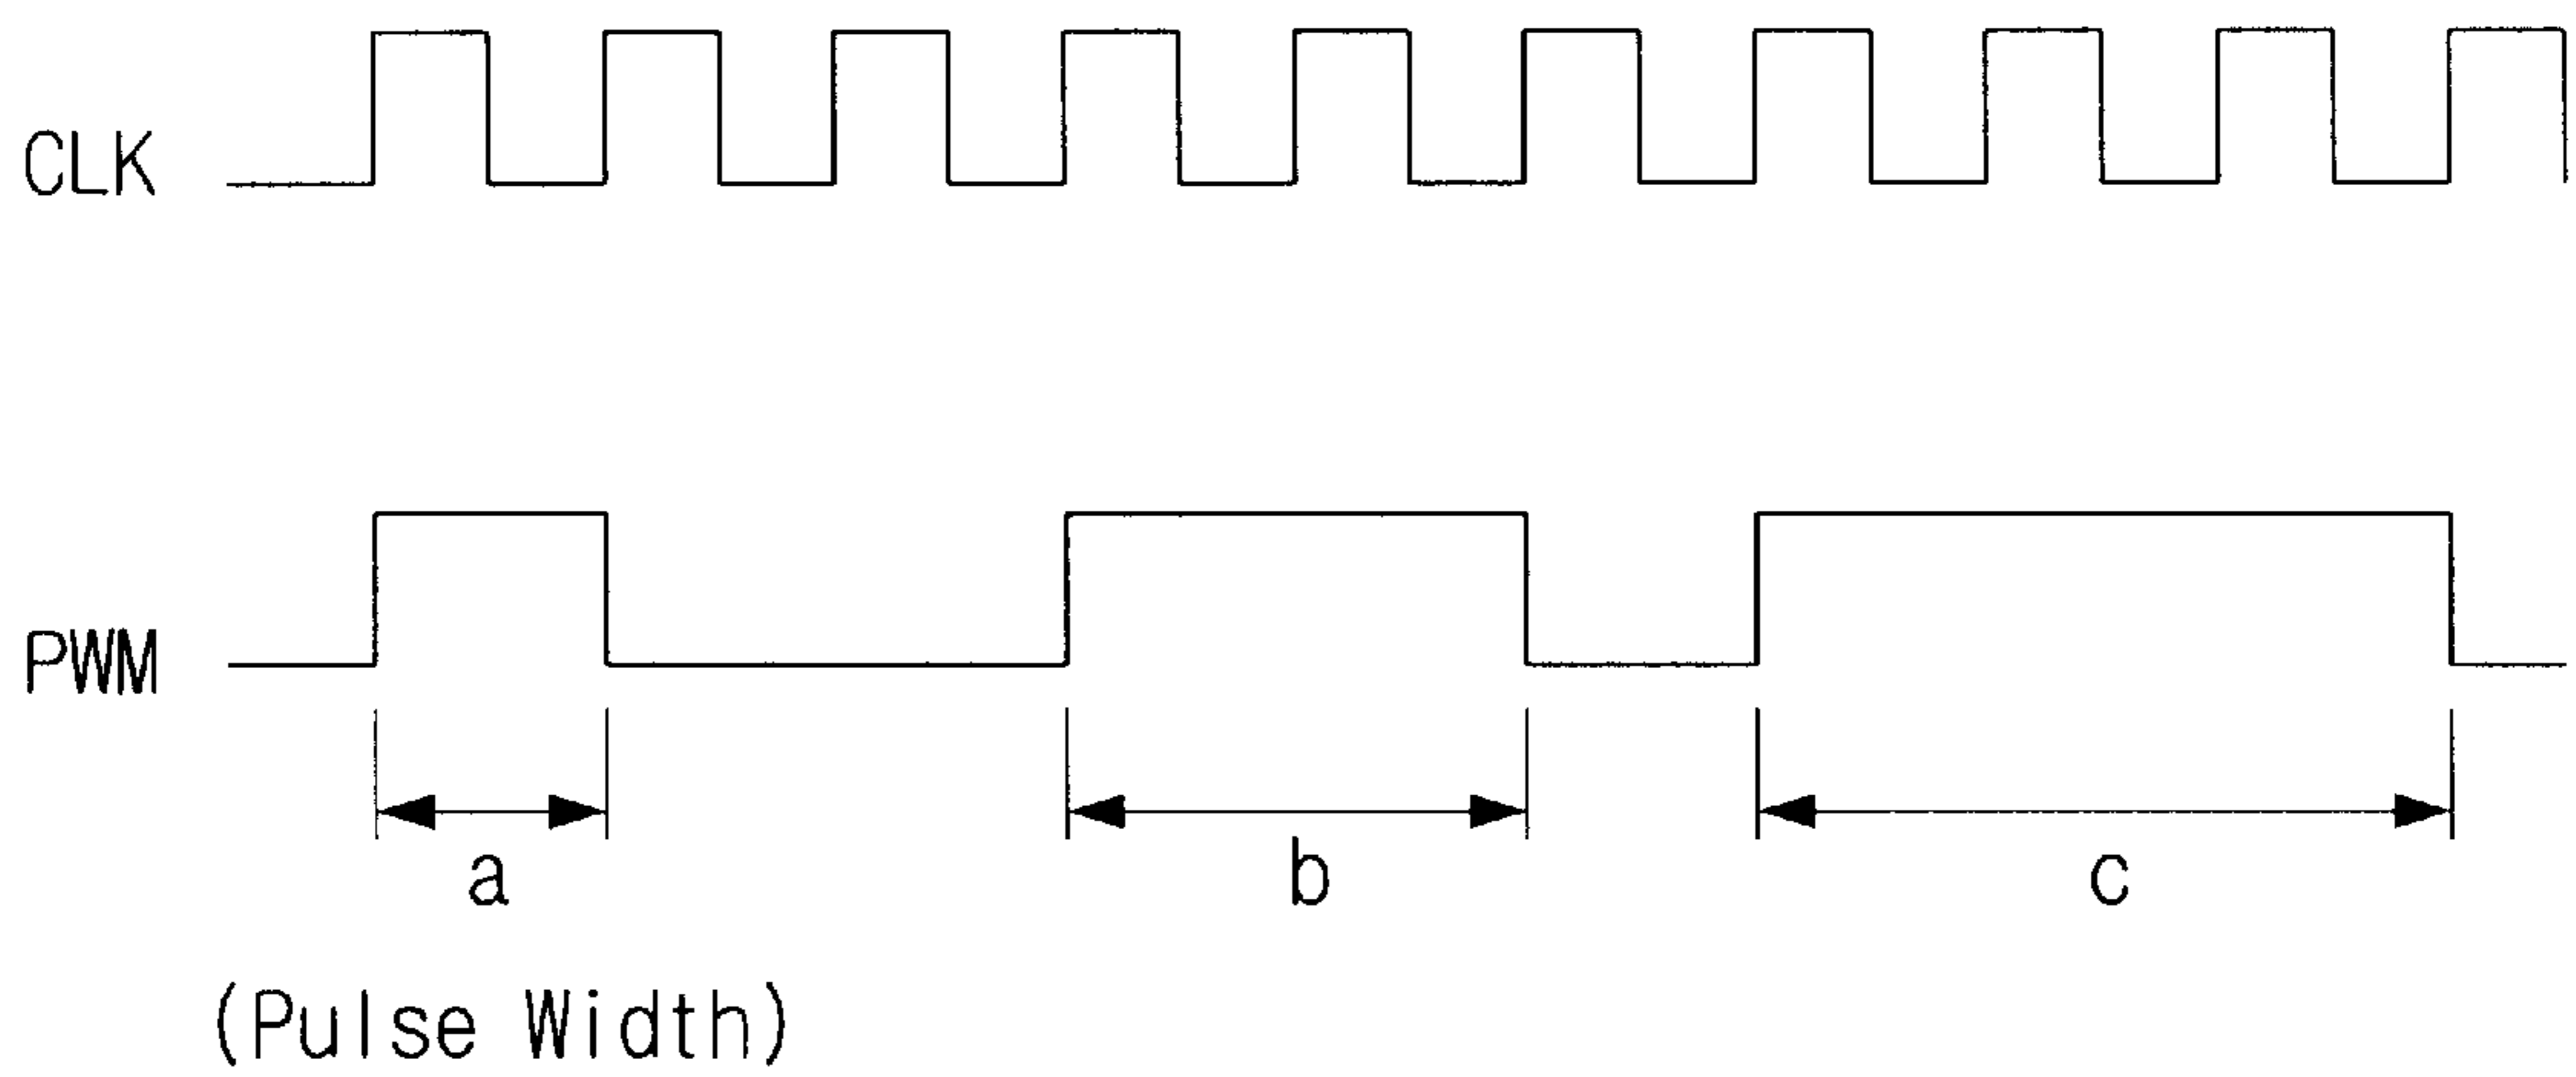 CLK
PWM
a
b
c
(Pulse Width)